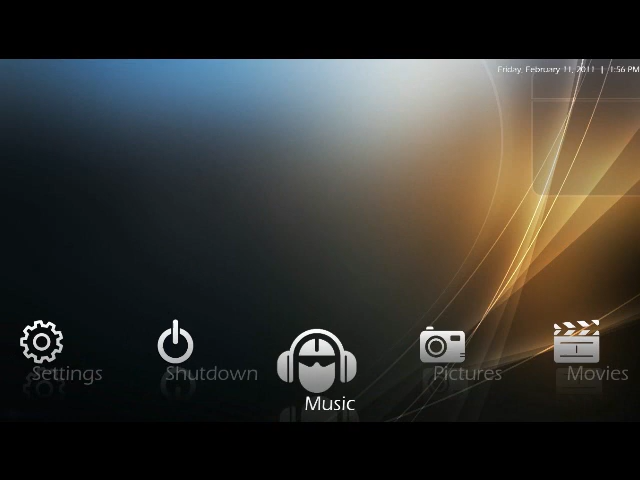 Friday, February 11, 2011 | 1:56 PM
Settings
Shutdown
Music
Pictures
Movies